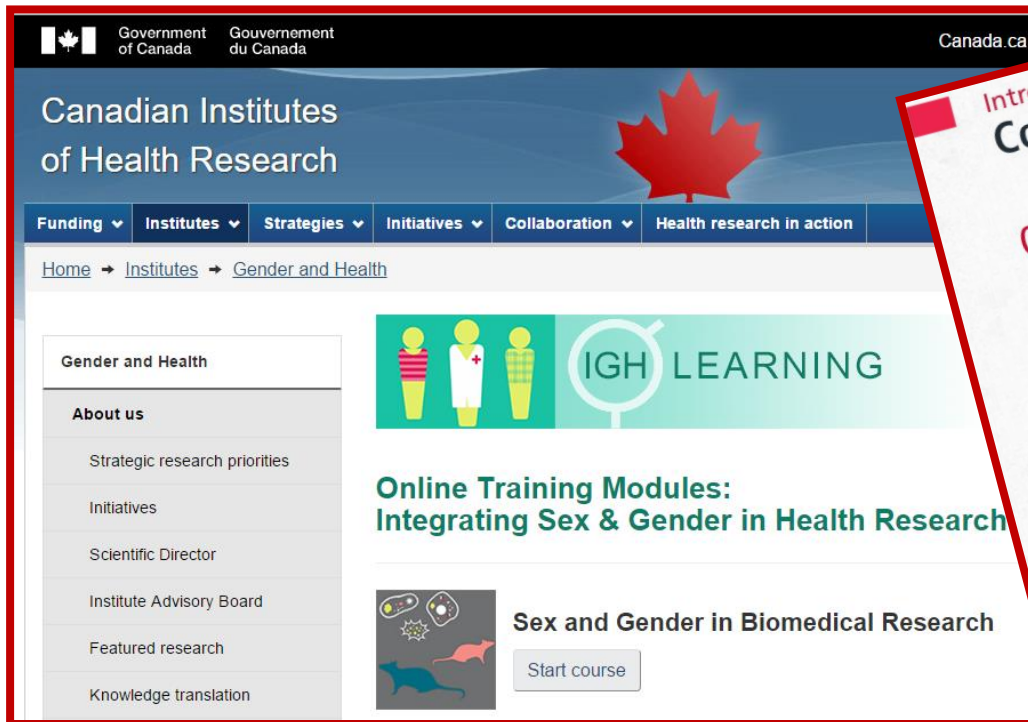 Government of Canada
Gouvernement du Canada
Canada.ca
Canadian Institutes
of Health Research
Funding Institutes Strategies Initiatives Collaboration Health research in action
Home → Institutes → Gender and Health
Gender and Health
About us
Strategic research priorities
Initiatives
Scientific Director
Institute Advisory Board
Featured research
Knowledge translation
IGH LEARNING
Online Training Modules:
Integrating Sex & Gender in Health Research
Sex and Gender in Biomedical Research
Start course